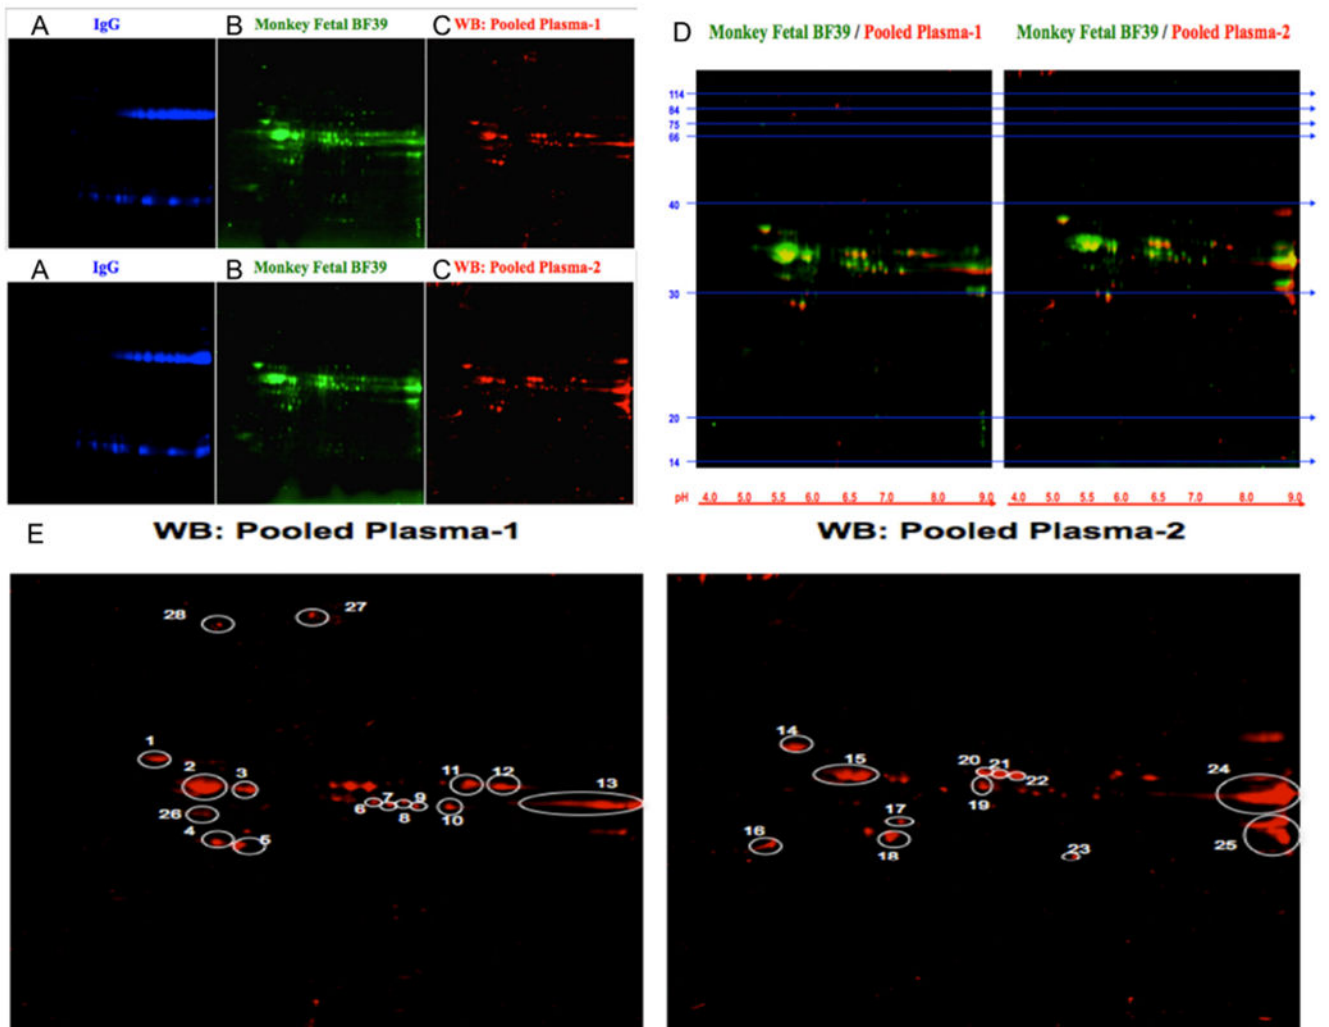 A IgG B Monkey Fetal BF39 C WB: Pooled Plasma-1
A IgG B Monkey Fetal BF39 C WB: Pooled Plasma-2
D Monkey Fetal BF39 / Pooled Plasma-1 Monkey Fetal BF39 / Pooled Plasma-2
114
84
75
66
40
30
20
14
pH 4.0 5.0 5.5 6.0 6.5 7.0 8.0 9.0 4.0 5.0 5.5 6.0 6.5 7.0 8.0 9.0
E WB: Pooled Plasma-1 WB: Pooled Plasma-2
28 27
1
2 3 11 12 13
6 7 8 9 10
26
4 5
14
15 20 21 22 24
19
17
16 18 23 25